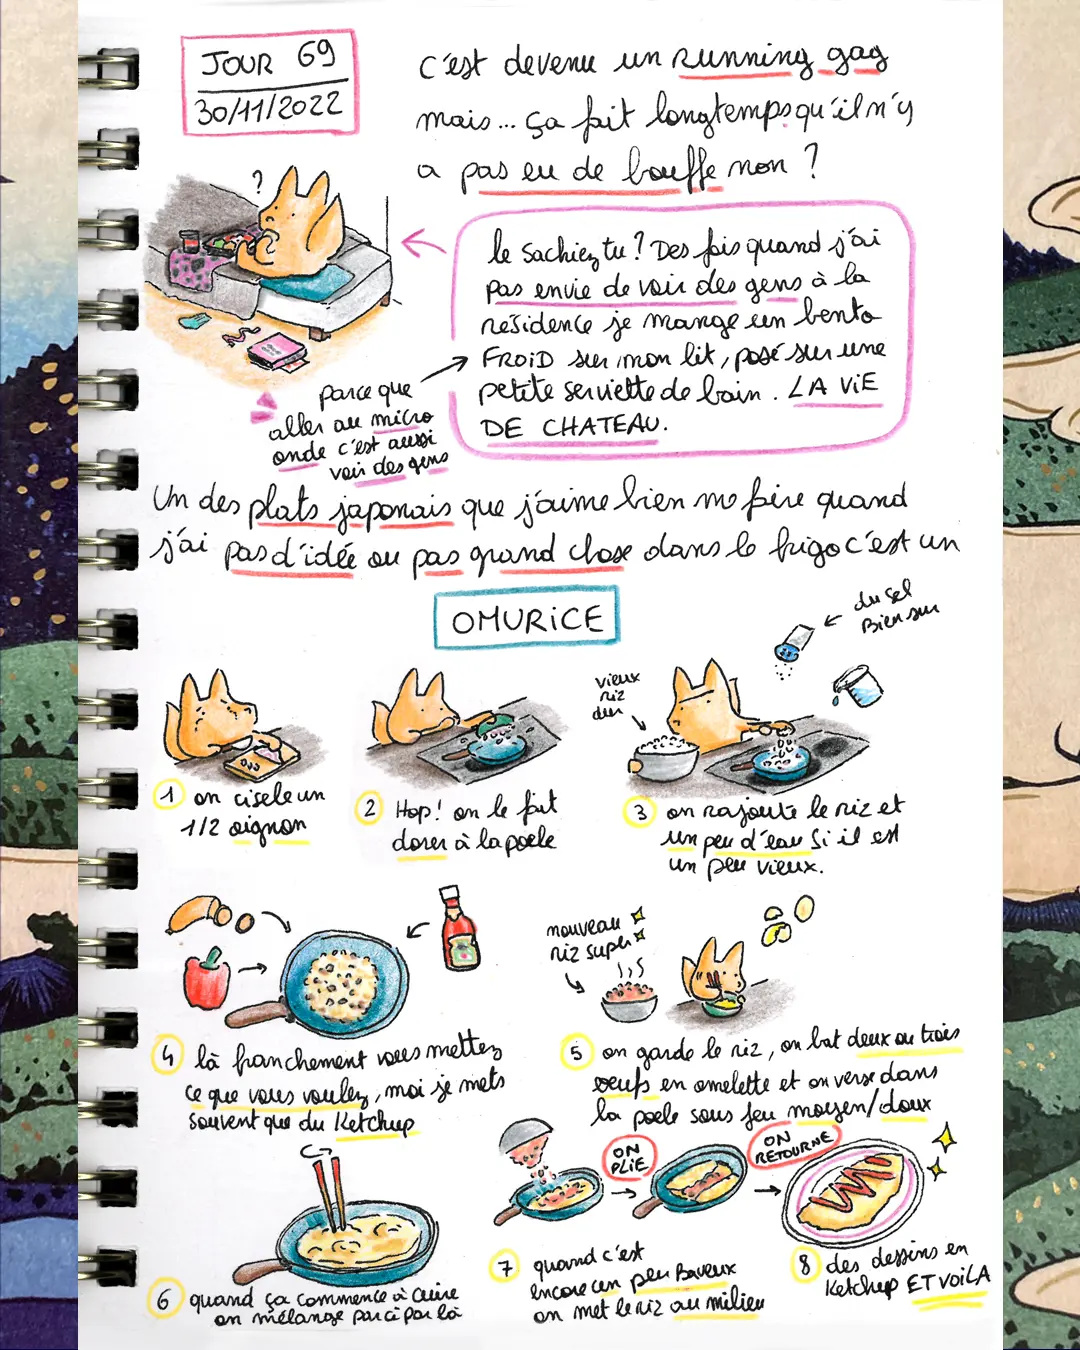 JOUR 69
30/11/2022
c'est devenu un running gag
mais... ça fait longtemps qu'il n'y
a pas eu de bouffe non ?
?
le sachiez tu ? Des fois quand j'ai
pas envie de voir des gens à la
résidence je mange un bento
FROID sur mon lit, posé sur une
petite serviette de bain. LA VIE
DE CHATEAU.
parce que
aller au micro
onde c'est aussi
voir des gens
Un des plats japonais que j'aime bien me faire quand
j'ai pas d'idée ou pas grand chose dans le frigo c'est un
OMURICE
du sel
Bien sur
vieux
riz
dur
1 on cisele un
1/2 oignon
2 Hop! on le fait
dorer à la poele
3 on rajoute le riz et
un peu d'eau si il est
un peu vieux.
4 là franchement vous mettez
ce que vous voulez, moi je mets
souvent que du Ketchup
nouveau
riz super
5 on garde le riz, on bat deux ou trois
oeufs en omelette et on verse dans
la poele sous feu moyen/doux
6 quand ça commence à cuire
on mélange par ci par là
ON
PLIE
ON
RETOURNE
7 quand c'est
encore un peu Baveux
on met le riz au milieu
8 des dessins en
Ketchup ET VOILA